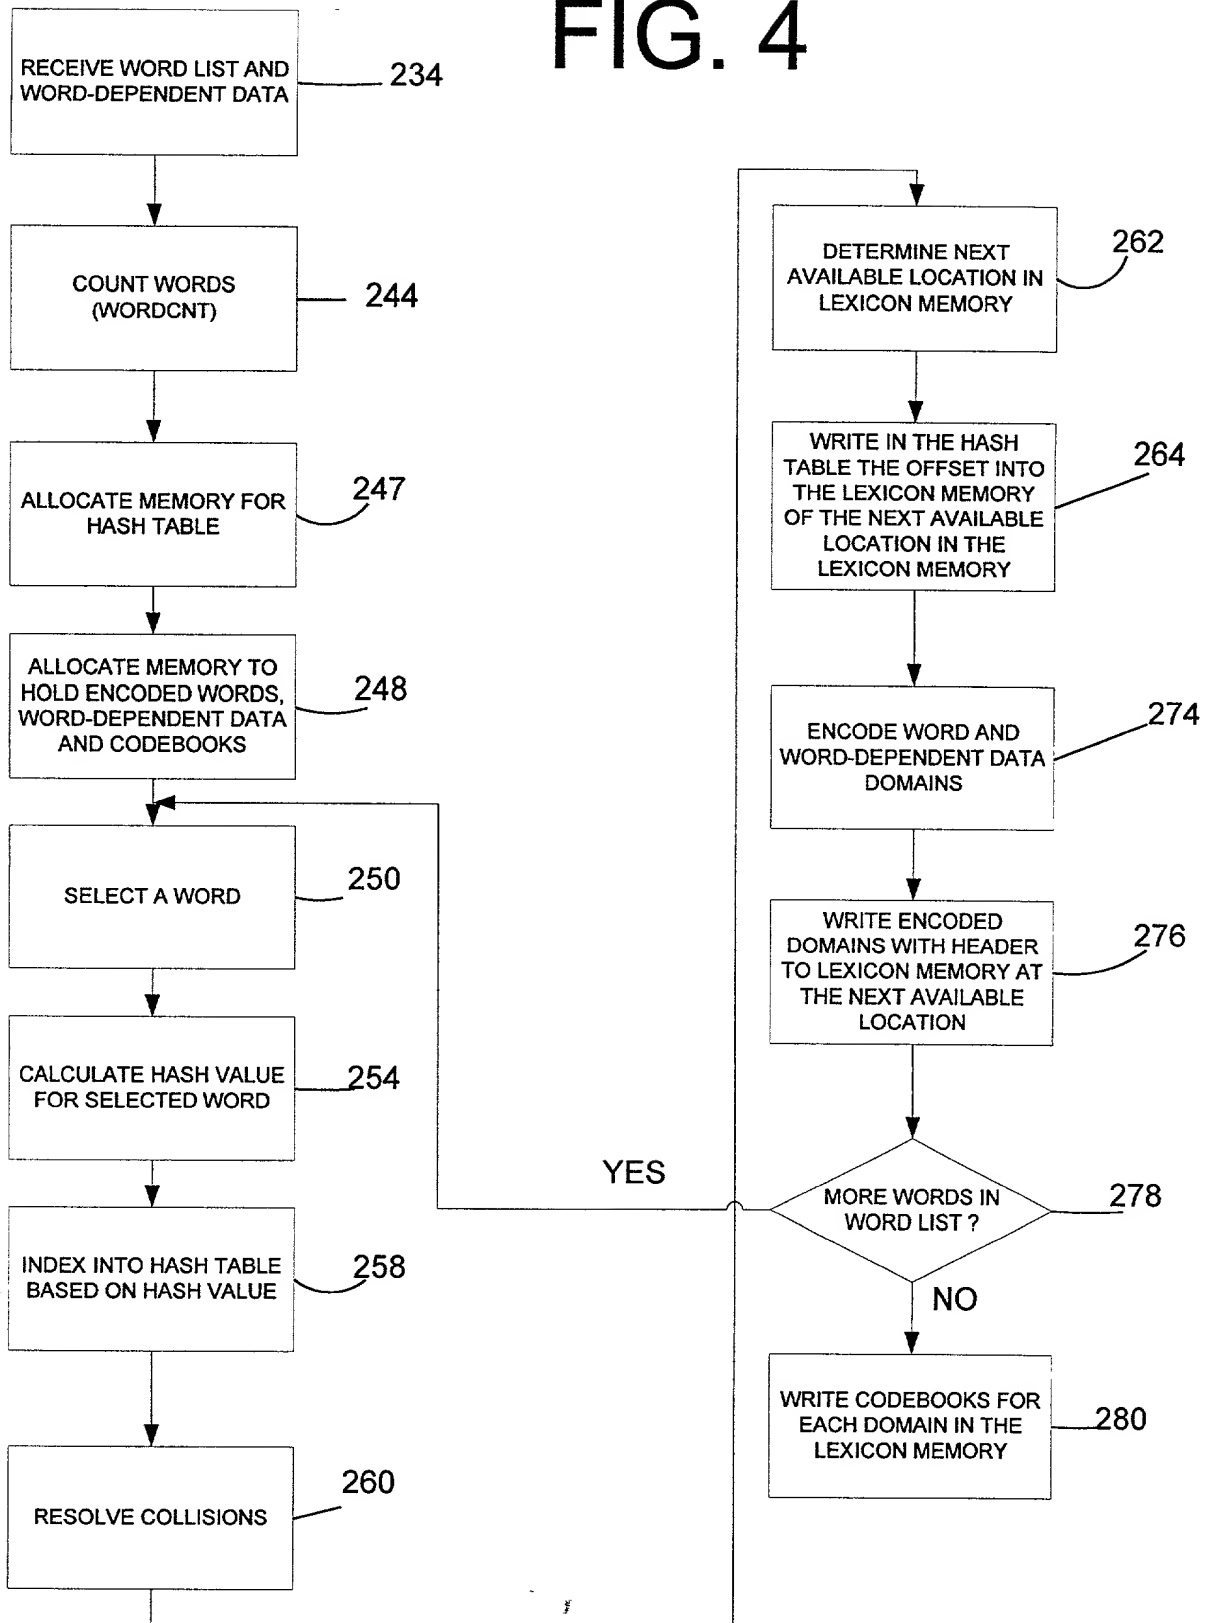 FIG. 4
RECEIVE WORD LIST AND
WORD-DEPENDENT DATA
234
COUNT WORDS
(WORDCNT)
244
ALLOCATE MEMORY FOR
HASH TABLE
247
ALLOCATE MEMORY TO
HOLD ENCODED WORDS,
WORD-DEPENDENT DATA
AND CODEBOOKS
248
SELECT A WORD
250
CALCULATE HASH VALUE
FOR SELECTED WORD
254
INDEX INTO HASH TABLE
BASED ON HASH VALUE
258
RESOLVE COLLISIONS
260
DETERMINE NEXT
AVAILABLE LOCATION IN
LEXICON MEMORY
262
WRITE IN THE HASH
TABLE THE OFFSET INTO
THE LEXICON MEMORY
OF THE NEXT AVAILABLE
LOCATION IN THE
LEXICON MEMORY
264
ENCODE WORD AND
WORD-DEPENDENT DATA
DOMAINS
274
WRITE ENCODED
DOMAINS WITH HEADER
TO LEXICON MEMORY AT
THE NEXT AVAILABLE
LOCATION
276
MORE WORDS IN
WORD LIST ?
278
YES
NO
WRITE CODEBOOKS FOR
EACH DOMAIN IN THE
LEXICON MEMORY
280